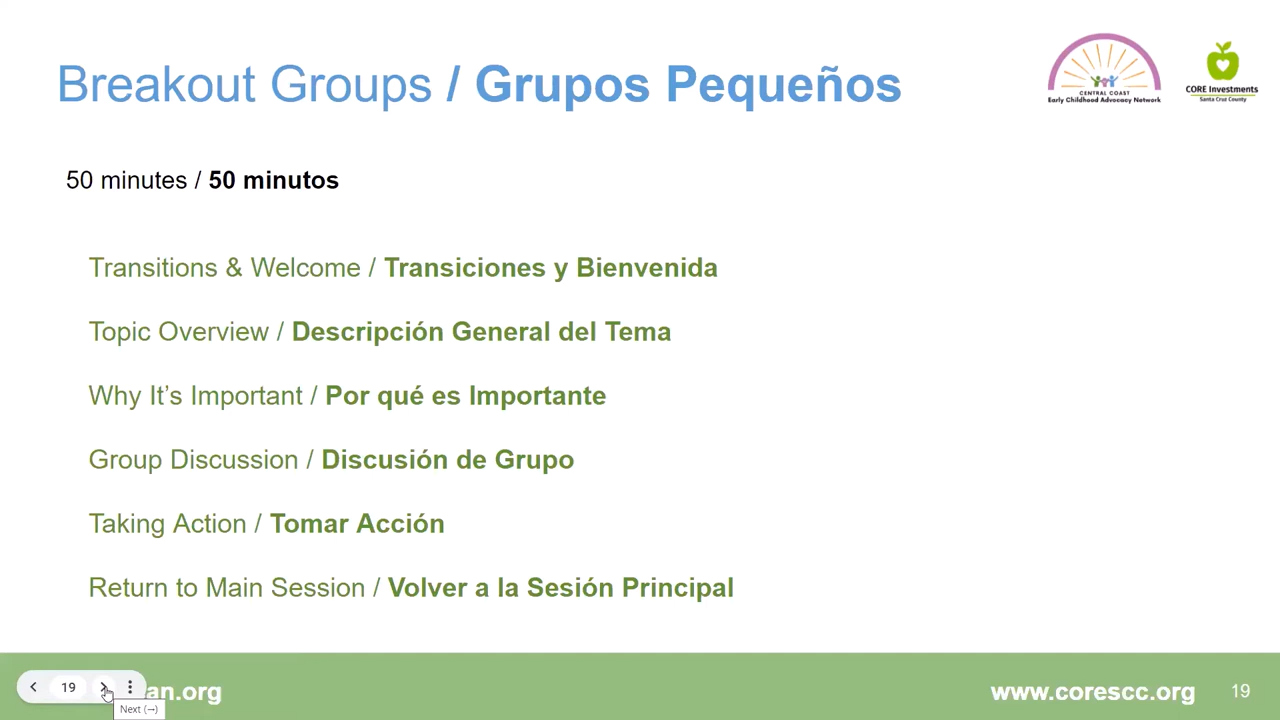 Breakout Groups / Grupos Pequeños
CENTRAL COAST
Early Childhood Advocacy Network
CORE Investments
Santa Cruz County
50 minutes / 50 minutos
Transitions & Welcome / Transiciones y Bienvenida
Topic Overview / Descripción General del Tema
Why It's Important / Por qué es Importante
Group Discussion / Discusión de Grupo
Taking Action / Tomar Acción
Return to Main Session / Volver a la Sesión Principal
19
an.org
www.corescc.org
19
Next (→)